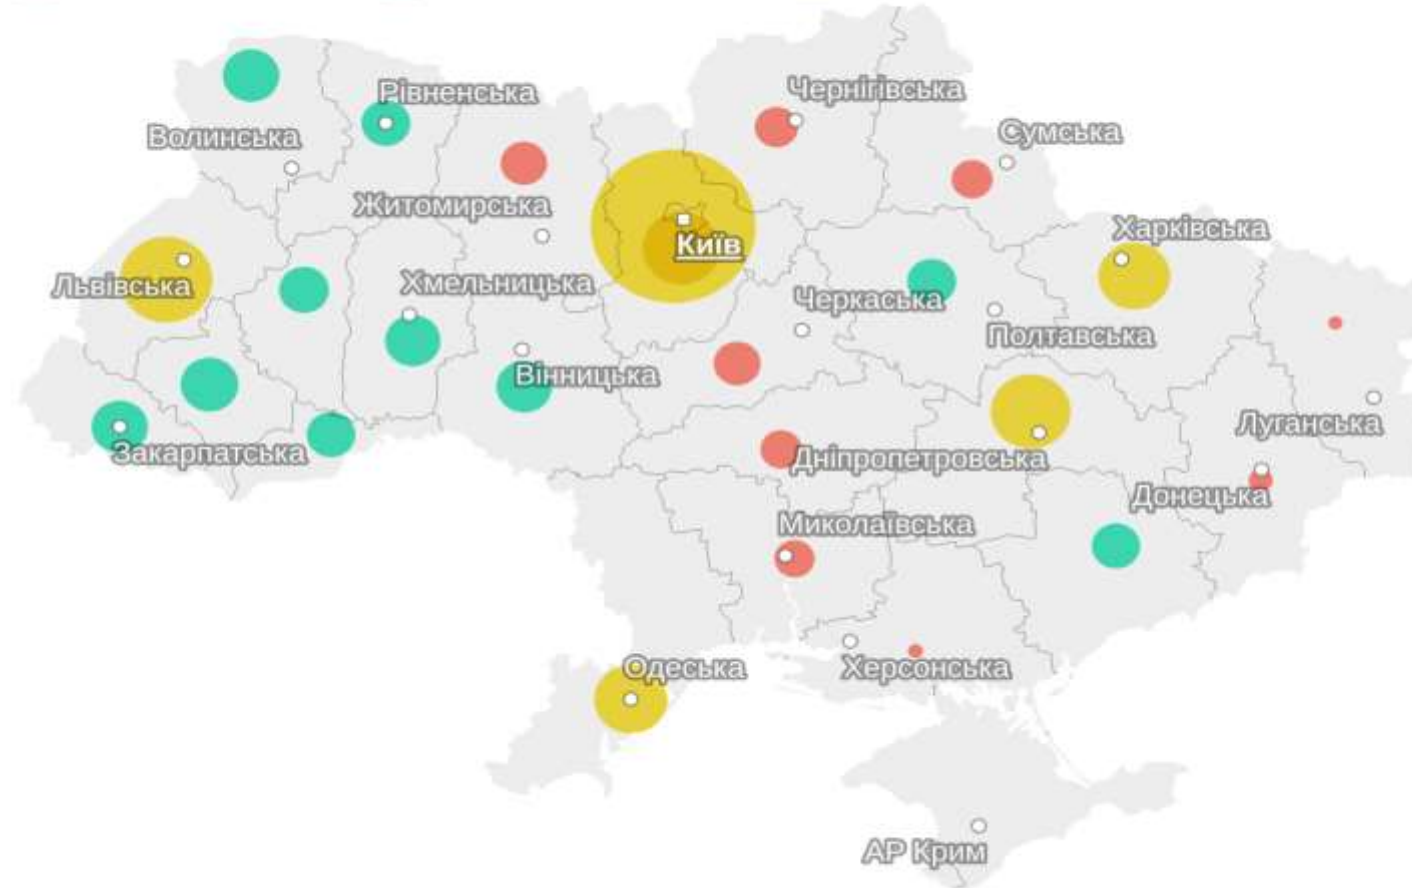 Чернігівська
Рівненська
Сумська
Волинська
Житомирська
Харківська
Київ
Львівська
Хмельницька
Черкаська
Полтавська
Вінницька
Луганська
Закарпатська
Дніпропетровська
Донецька
Миколаївська
Одеська
Херсонська
АР Крим